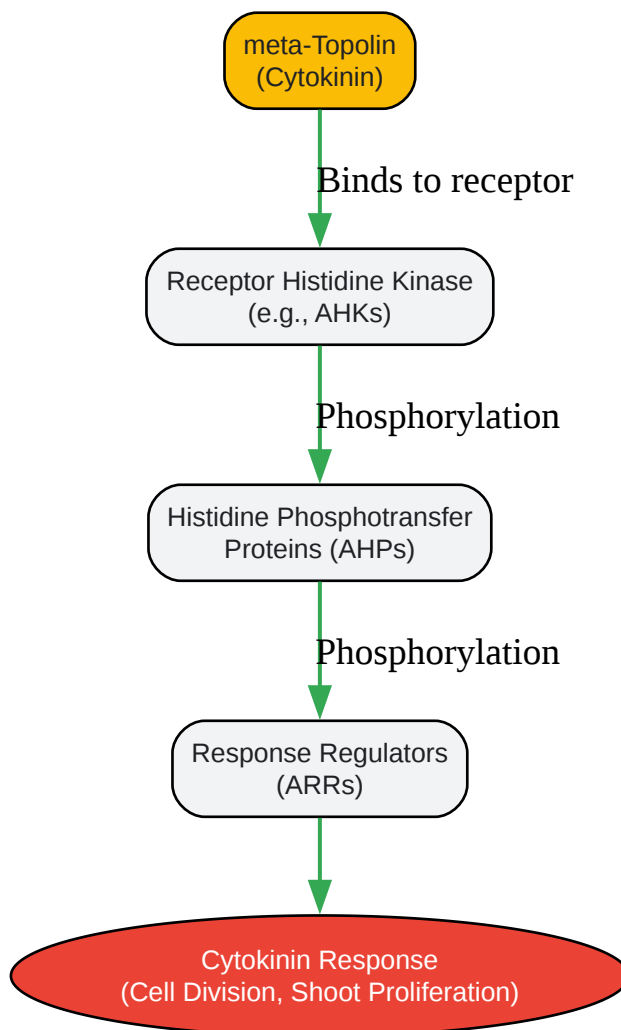 meta-Topolin
(Cytokinin)
Binds to receptor
Receptor Histidine Kinase
(e.g., AHKs)
Phosphorylation
Histidine Phosphotransfer
Proteins (AHPs)
Phosphorylation
Response Regulators
(ARRs)
Cytokinin Response
(Cell Division, Shoot Proliferation)